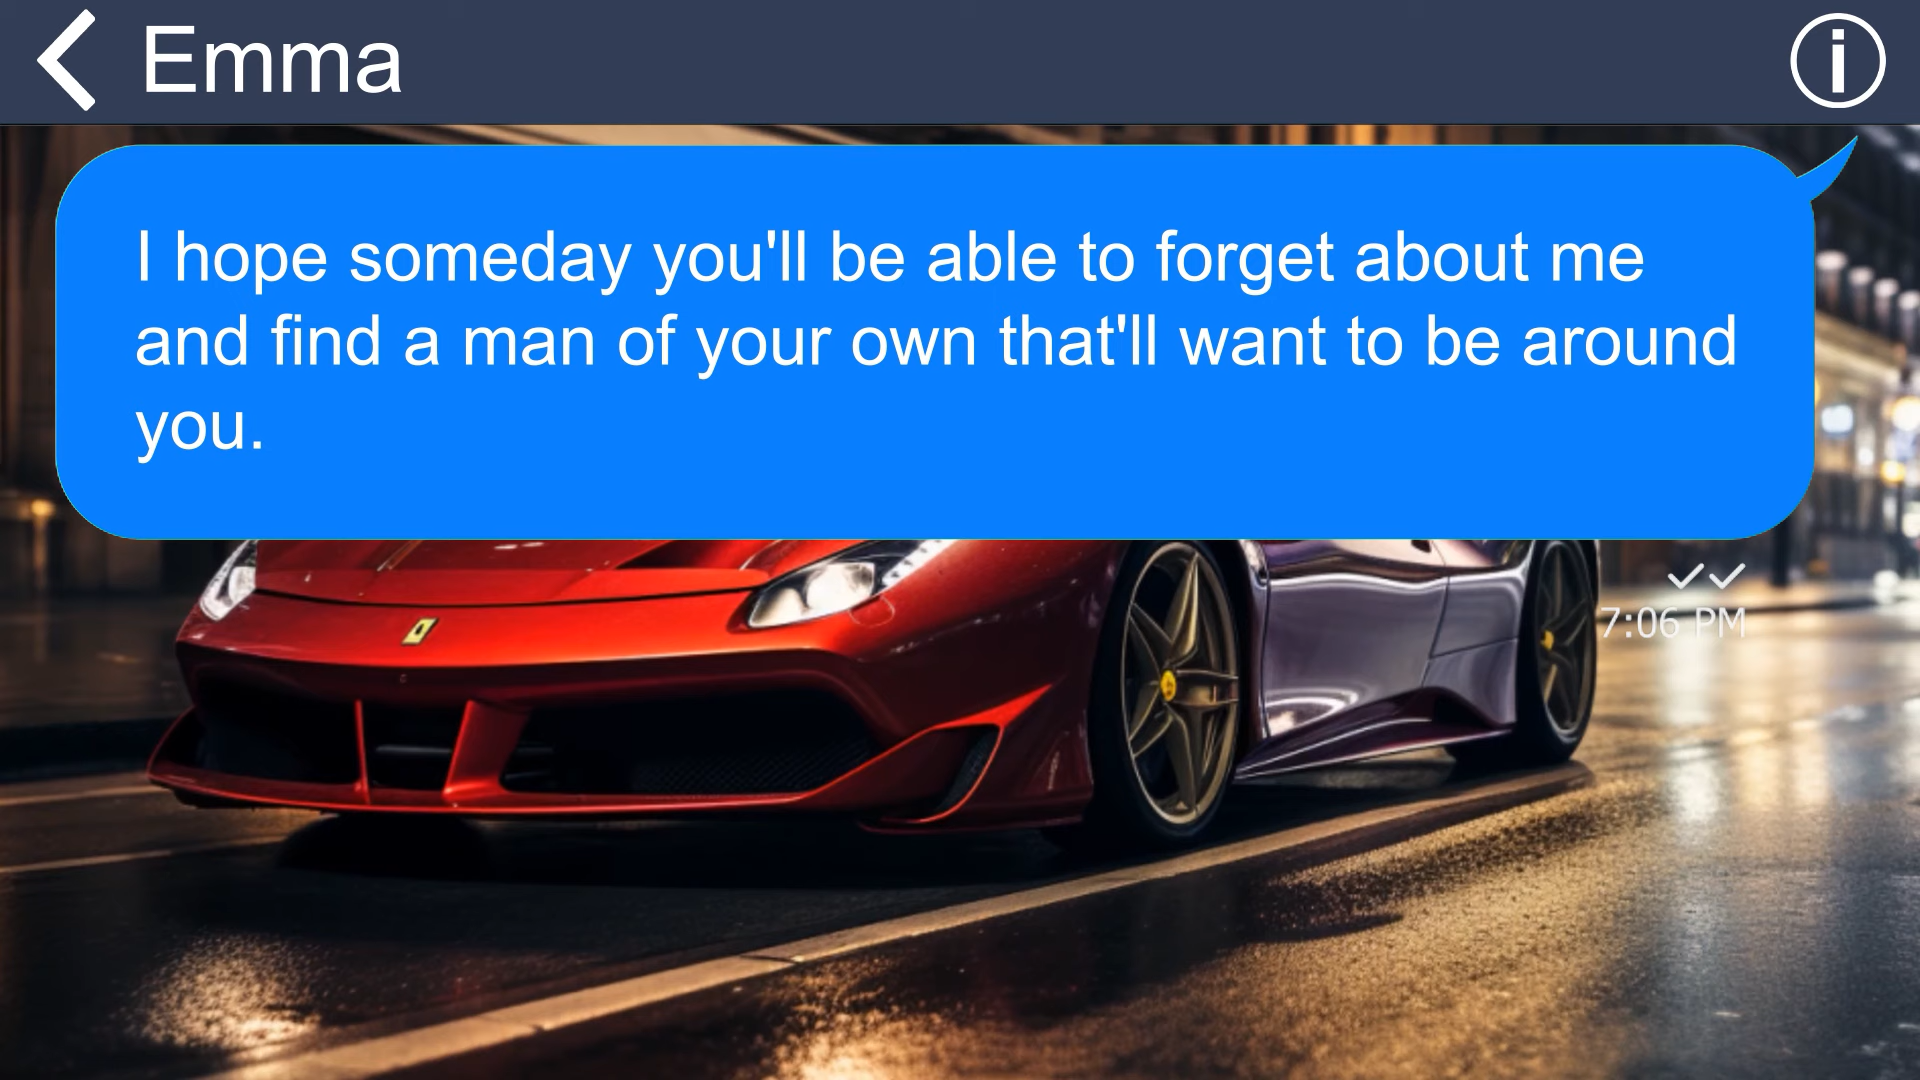 Emma
I hope someday you'll be able to forget about me
and find a man of your own that'll want to be around
you.
7:06 PM